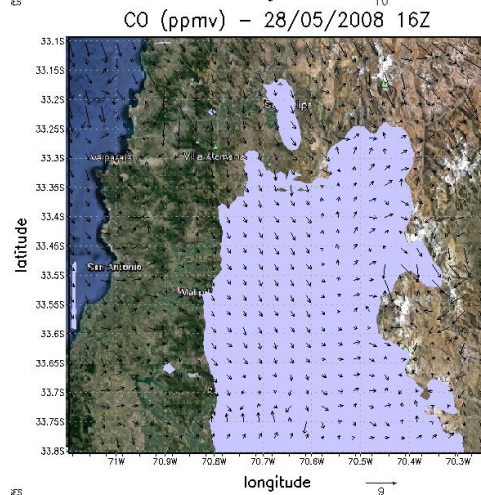 10
CO (ppmv) - 28/05/2008 16Z
33.1S
33.15S
33.2S
33.25S
33.3S
33.35S
33.4S
33.45S
33.5S
33.55S
33.6S
33.65S
33.7S
33.75S
33.8S
latitude
Valparaiso
Villa Alemana
San Antonio
71W
70.9W
70.8W
70.7W
70.6W
70.5W
70.4W
70.3W
longitude
9